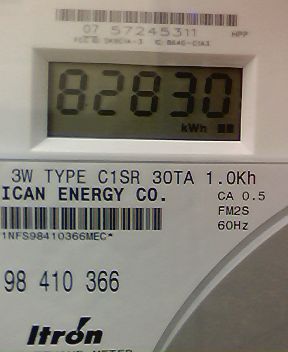 07 57245311 HPP
82830
kWh
3W TYPE C1SR 30TA 1.0Kh
ICAN ENERGY CO. CA 0.5
FM2S
60Hz
1NFS98410366MEC*
98 410 366
Itron